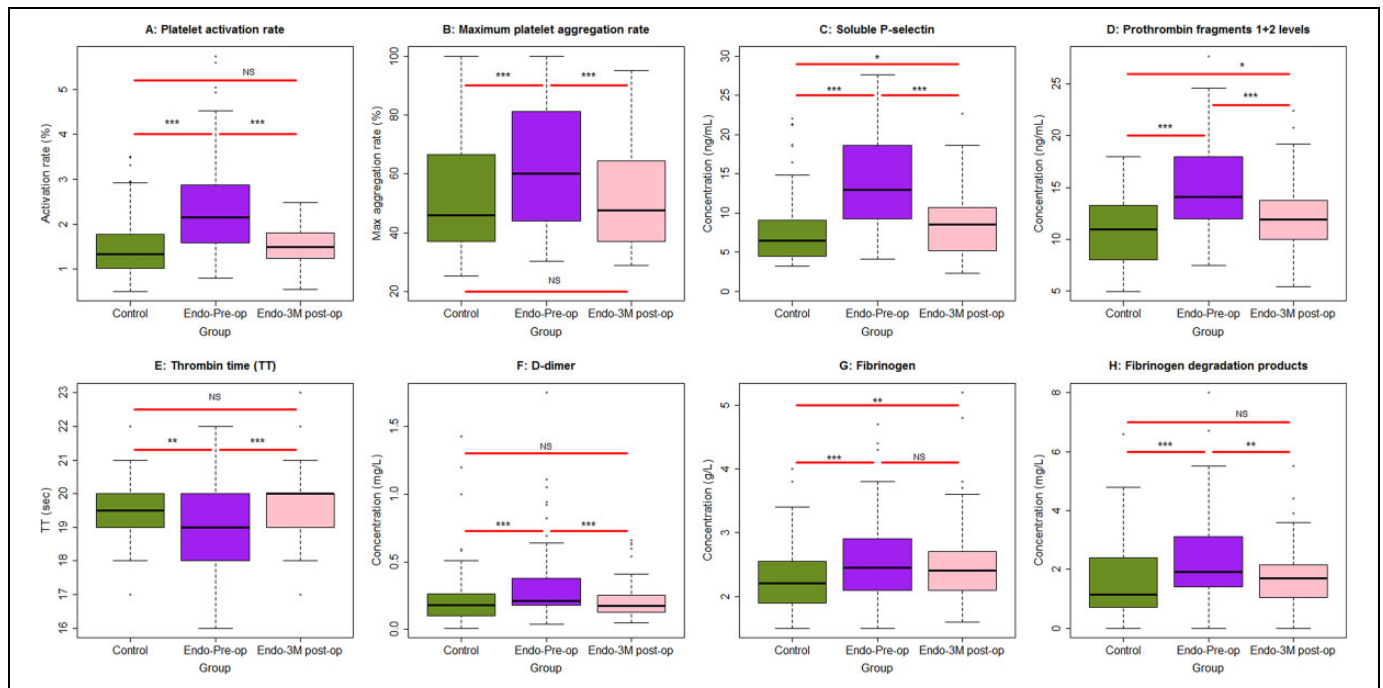 A: Platelet activation rate
Activation rate (%)
5
4
3
2
1
NS
***
***
Control
Endo-Pre-op
Endo-3M post-op
Group
B: Maximum platelet aggregation rate
Max aggregation rate (%)
100
80
60
40
20
***
***
NS
Control
Endo-Pre-op
Endo-3M post-op
Group
C: Soluble P-selectin
Concentration (ng/mL)
30
25
20
15
10
5
0
*
***
***
Control
Endo-Pre-op
Endo-3M post-op
Group
D: Prothrombin fragments 1+2 levels
Concentration (ng/mL)
25
20
15
10
5
*
***
***
Control
Endo-Pre-op
Endo-3M post-op
Group
E: Thrombin time (TT)
TT (sec)
23
22
21
20
19
18
17
16
NS
**
***
Control
Endo-Pre-op
Endo-3M post-op
Group
F: D-dimer
Concentration (mg/L)
1.5
1.0
0.5
0.0
NS
***
***
Control
Endo-Pre-op
Endo-3M post-op
Group
G: Fibrinogen
Concentration (g/L)
5
4
3
2
**
***
NS
Control
Endo-Pre-op
Endo-3M post-op
Group
H: Fibrinogen degradation products
Concentration (mg/L)
8
6
4
2
0
NS
***
**
Control
Endo-Pre-op
Endo-3M post-op
Group